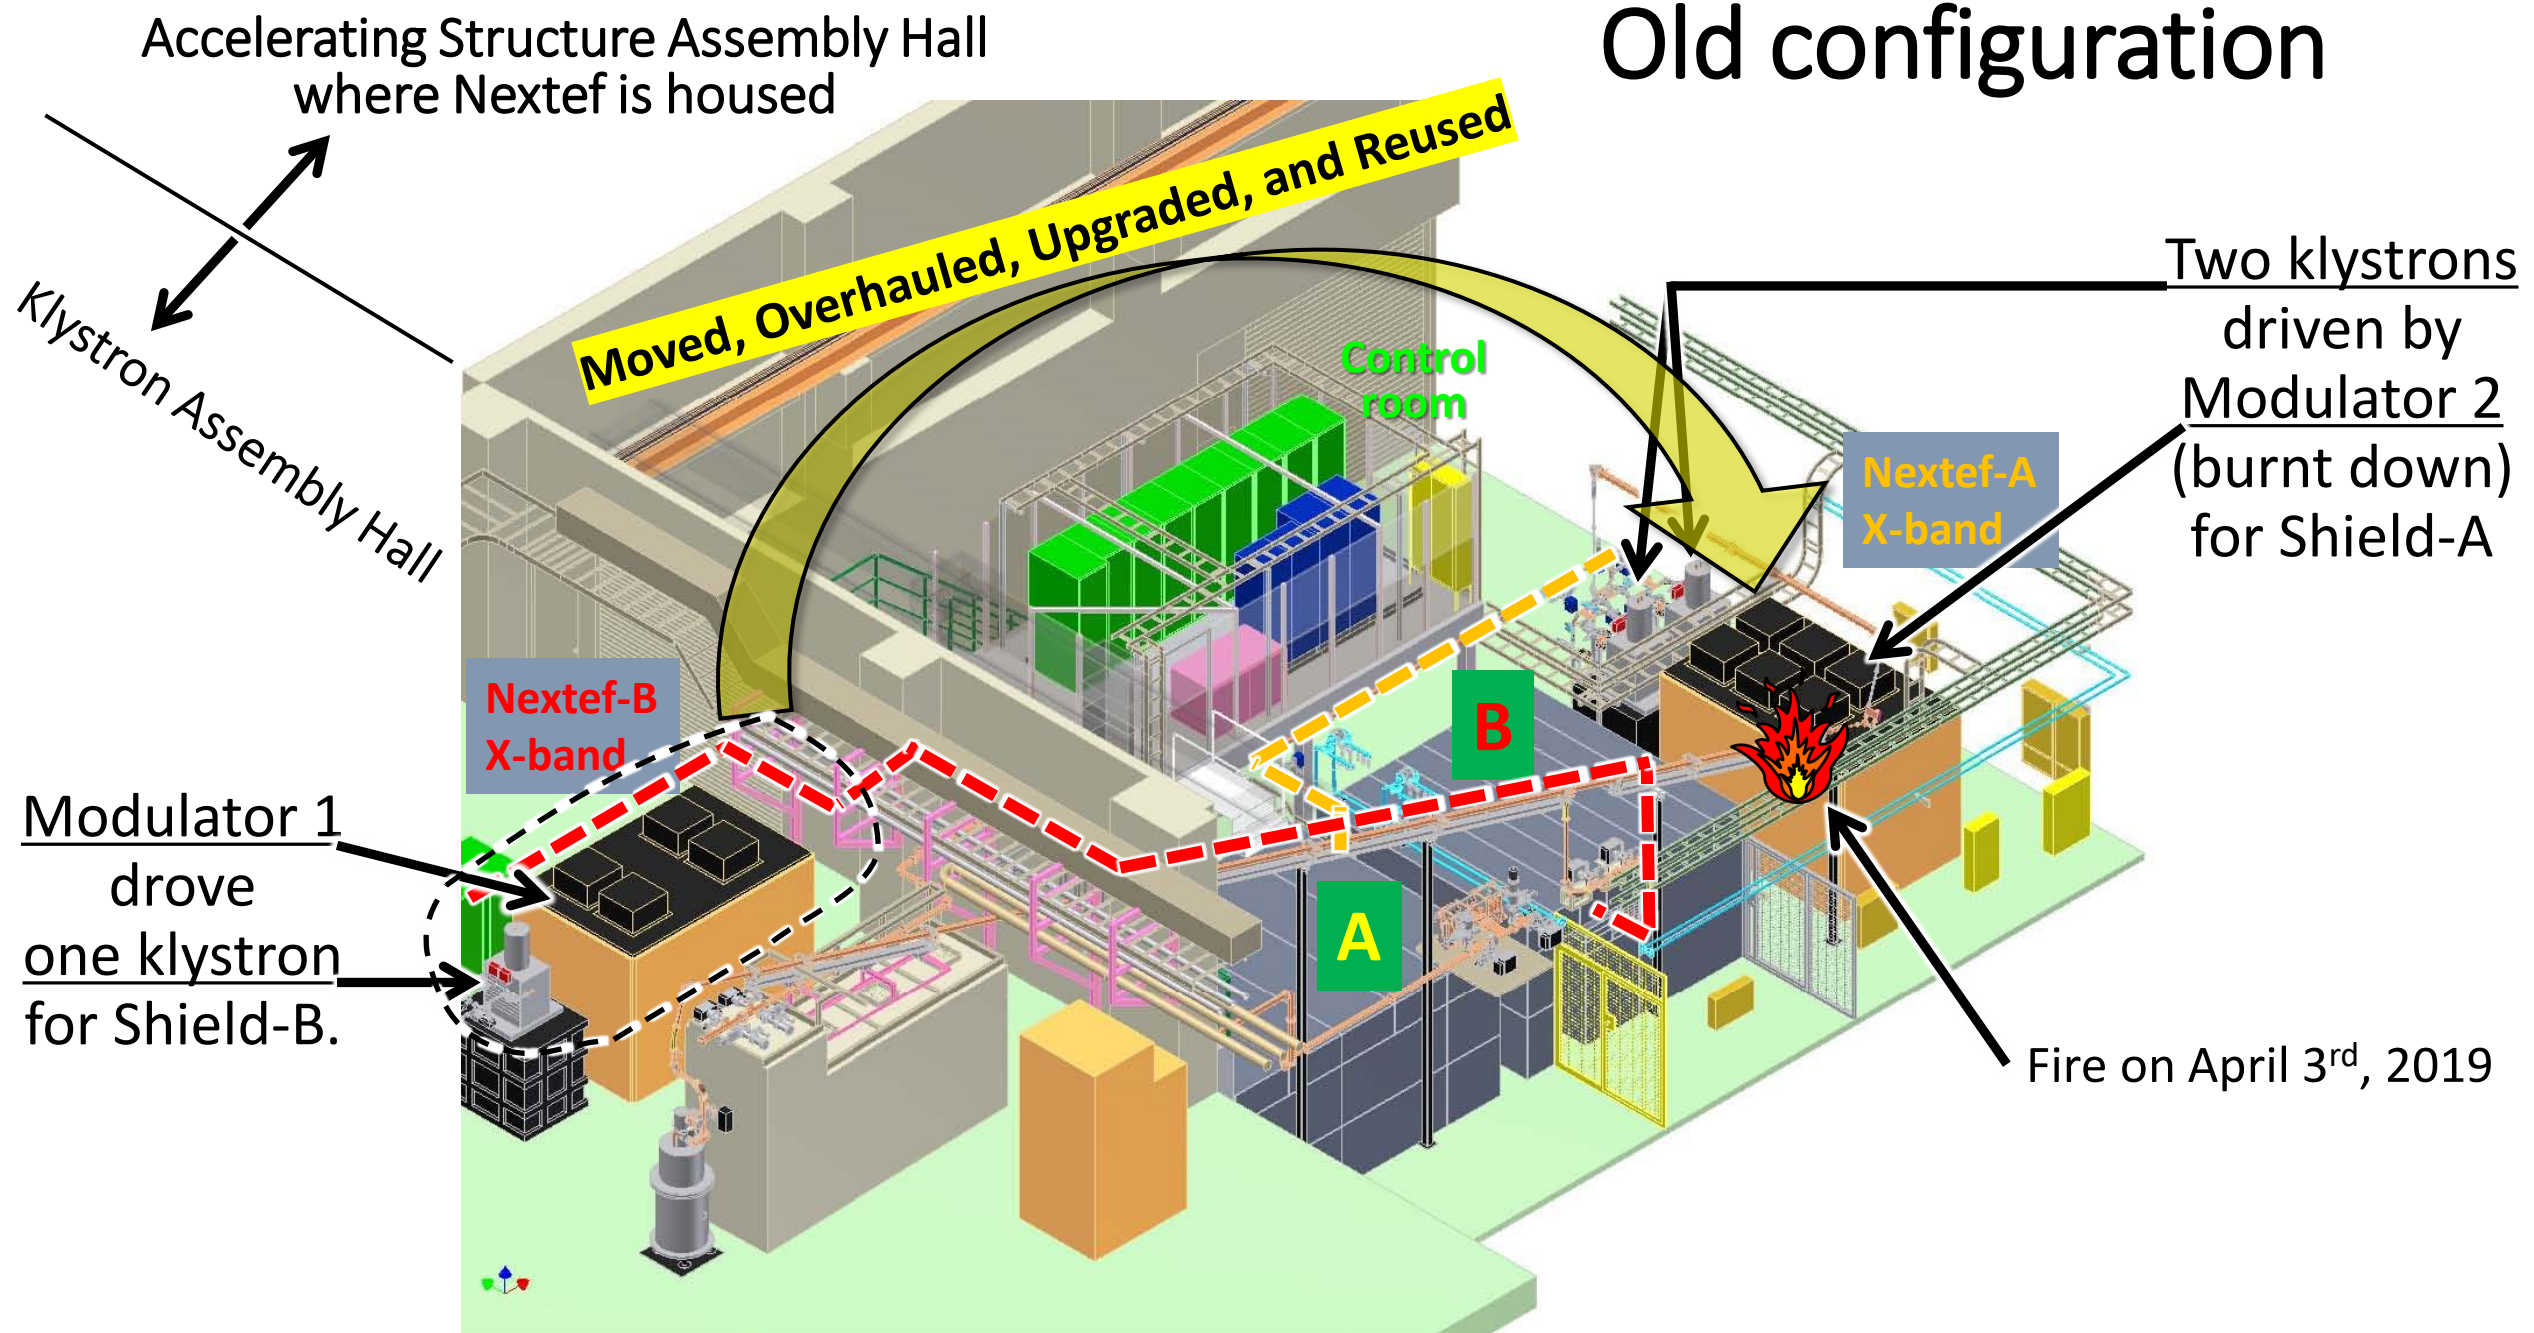 Accelerating Structure Assembly Hall
where Nextef is housed
Old configuration
Moved, Overhauled, Upgraded, and Reused
Klystron Assembly Hall
Control
room
Two klystrons
driven by
Modulator 2
(burnt down)
for Shield-A
Nextef-A
X-band
Nextef-B
X-band
B
A
Modulator 1
drove
one klystron
for Shield-B.
Fire on April 3rd, 2019